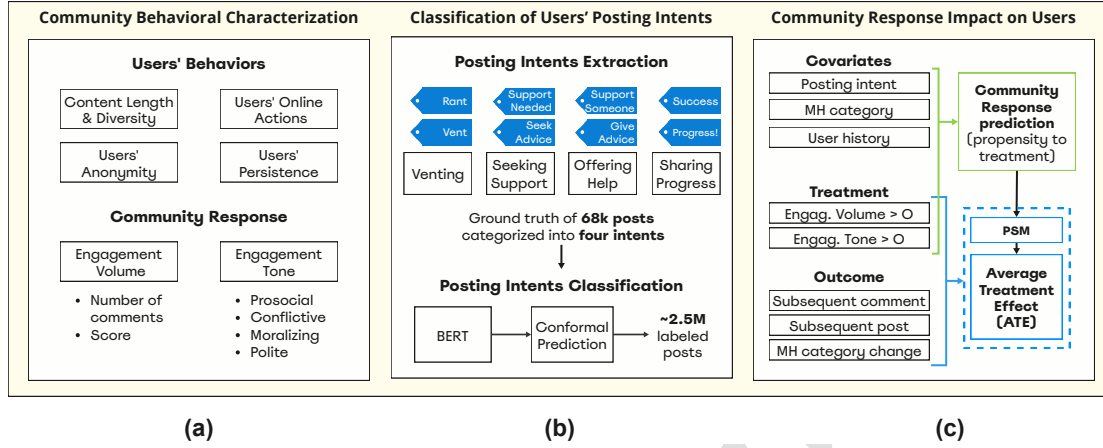 Community Behavioral Characterization
Users' Behaviors
Content Length
& Diversity
Users' Online
Actions
Users'
Anonymity
Users'
Persistence
Community Response
Engagement
Volume
Engagement
Tone
• Number of
comments
• Score
• Prosocial
• Conflictive
• Moralizing
• Polite
(a)
Classification of Users' Posting Intents
Posting Intents Extraction
Rant
Support
Needed
Support
Someone
Success
Vent
Seek
Advice
Give
Advice
Progress!
Venting
Seeking
Support
Offering
Help
Sharing
Progress
Ground truth of 68k posts
categorized into four intents
Posting Intents Classification
BERT
Conformal
Prediction
~2.5M
labeled
posts
(b)
Community Response Impact on Users
Covariates
Posting intent
MH category
User history
Community
Response
prediction
(propensity to
treatment)
Treatment
Engag. Volume > O
Engag. Tone > O
PSM
Average
Treatment
Effect
(ATE)
Outcome
Subsequent comment
Subsequent post
MH category change
(c)